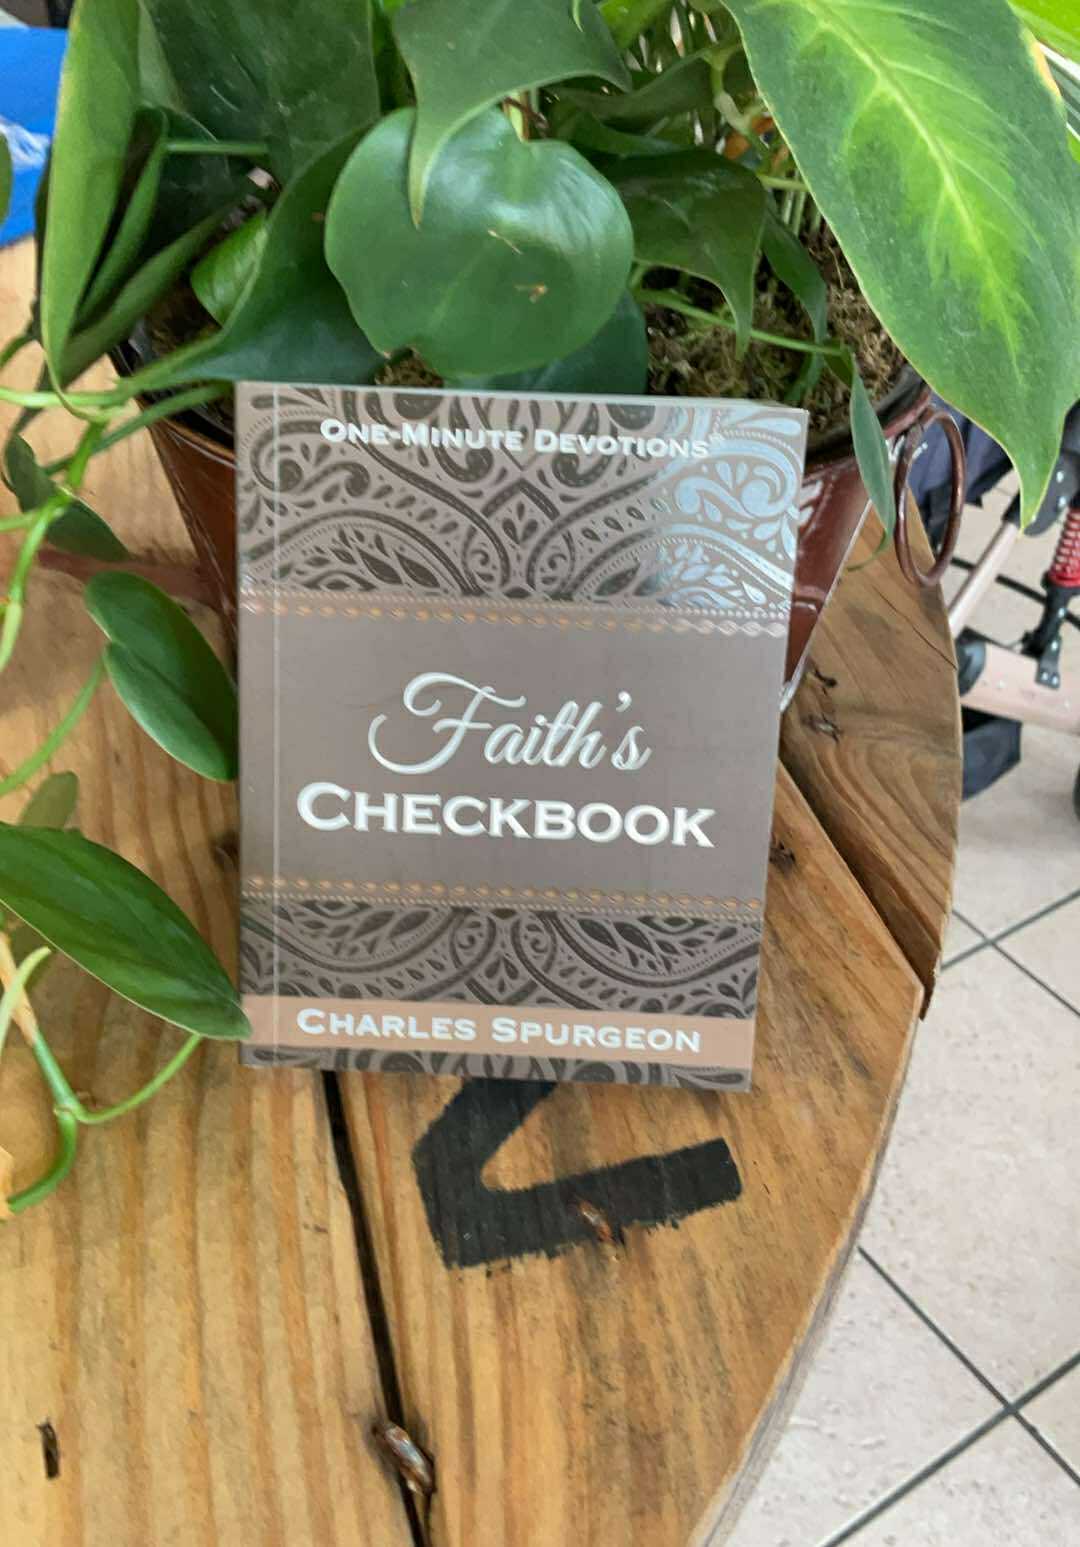 One-Minute Devotions®
Faith's
Checkbook
Charles Spurgeon